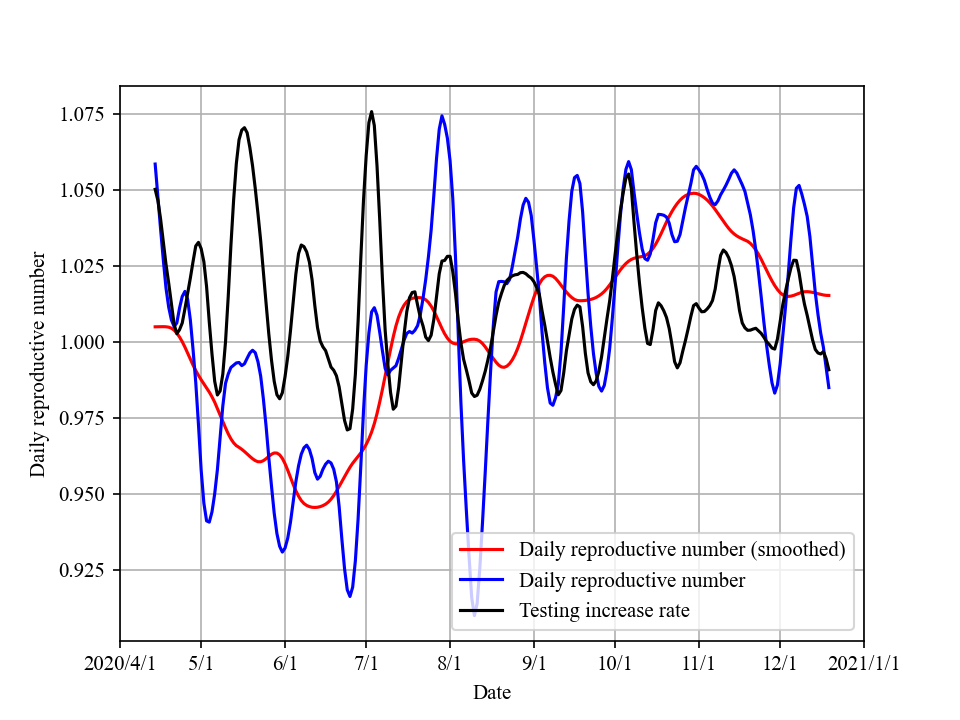 1.075
1.050
1.025
1.000
0.975
0.950
0.925
Daily reproductive number
Daily reproductive number (smoothed)
Daily reproductive number
Testing increase rate
2020/4/1 5/1 6/1 7/1 8/1 9/1 10/1 11/1 12/1 2021/1/1
Date